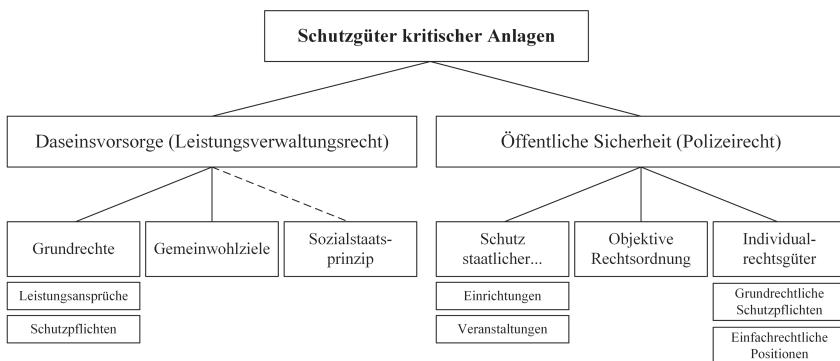 Schutzgüter kritischer Anlagen
Daseinsvorsorge (Leistungsverwaltungsrecht)
Öffentliche Sicherheit (Polizeirecht)
Grundrechte
Gemeinwohlziele
Sozialstaats-
prinzip
Schutz
staatlicher...
Objektive
Rechtsordnung
Individual-
rechtsgüter
Leistungsansprüche
Schutzpflichten
Einrichtungen
Veranstaltungen
Grundrechtliche
Schutzpflichten
Einfachrechtliche
Positionen